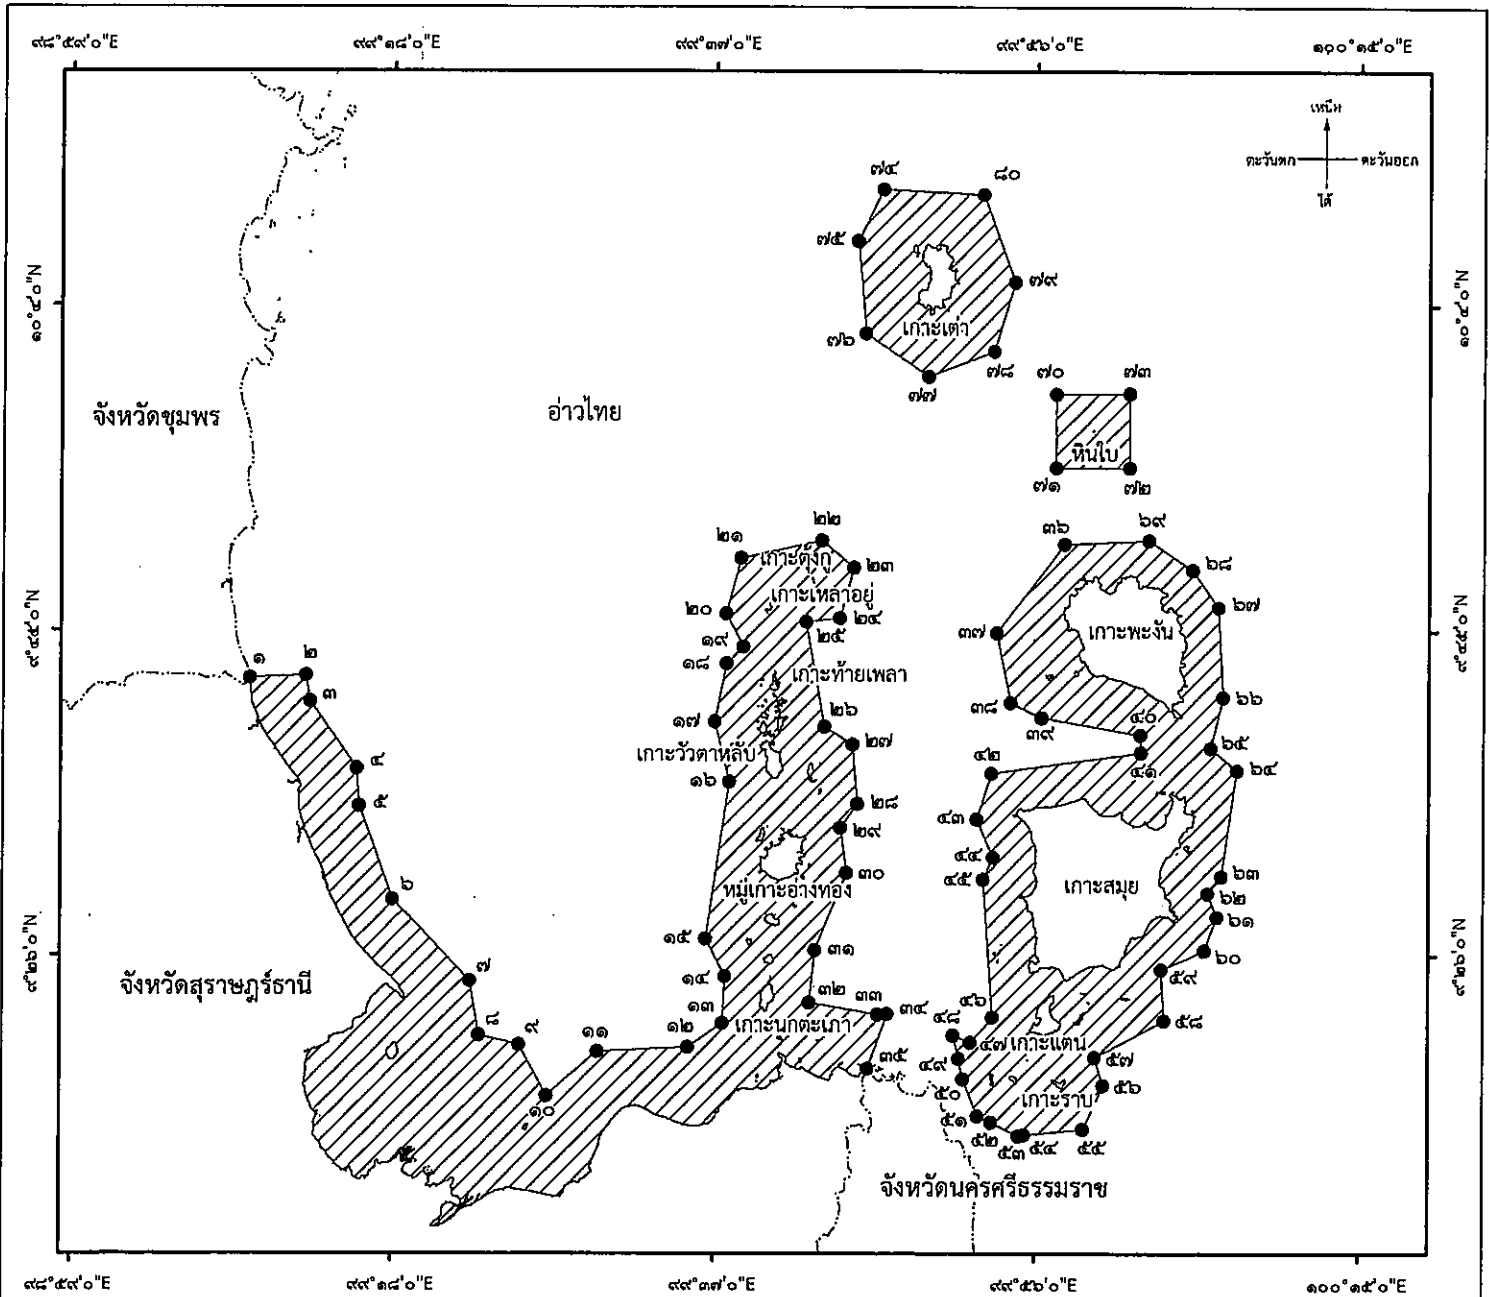 ๙๘°๕๙'๐"E
๙๙°๑๘'๐"E
๙๙°๓๗'๐"E
๙๙°๕๖'๐"E
๑๐๐°๑๕'๐"E
เหนือ
ตะวันตก
ตะวันออก
ใต้
๗๔
๘๐
๗๕
๗๙
๑๐°๔'๐"N
๑๐°๔'๐"N
เกาะเต่า
๗๖
๗๘
๗๗
๗๐
๗๓
จังหวัดชุมพร
อ่าวไทย
หินใบ
๗๑
๗๒
๒๒
๓๖
๖๙
๒๑
เกาะตุงกู
๒๓
๖๘
เกาะเหลาอยู่
๒๐
๒๔
๖๗
๙°๔๕'๐"N
๙°๔๕'๐"N
๒๕
๓๗
เกาะพะงัน
๑๙
๑
๒
๑๘
เกาะท้ายเพลา
๓
๓๘
๖๖
๑๗
๒๖
๓๙
๔๐
๒๗
เกาะวัวตาหลับ
๔๒
๔๑
๖๕
๔
๑๖
๖๔
๕
๒๘
๔๓
๒๙
๔๔
๓๐
๔๕
เกาะสมุย
๖๓
๖
หมู่เกาะอ่างทอง
๖๒
๖๑
๑๕
๓๑
๖๐
๙°๒๖'๐"N
๙°๒๖'๐"N
จังหวัดสุราษฎร์ธานี
๗
๑๔
๕๙
๓๒
๓๓
๓๔
๔๖
๕๘
๑๓
เกาะนกตะเภา
๔๘
๘
๙
๑๑
๑๒
๔๗
เกาะแตน
๓๕
๔๙
๕๗
๕๐
๕๖
๑๐
เกาะราบ
๕๑
๕๒
๕๓
๕๔
๕๕
จังหวัดนครศรีธรรมราช
๙๘°๕๙'๐"E
๙๙°๑๘'๐"E
๙๙°๓๗'๐"E
๙๙°๕๖'๐"E
๑๐๐°๑๕'๐"E